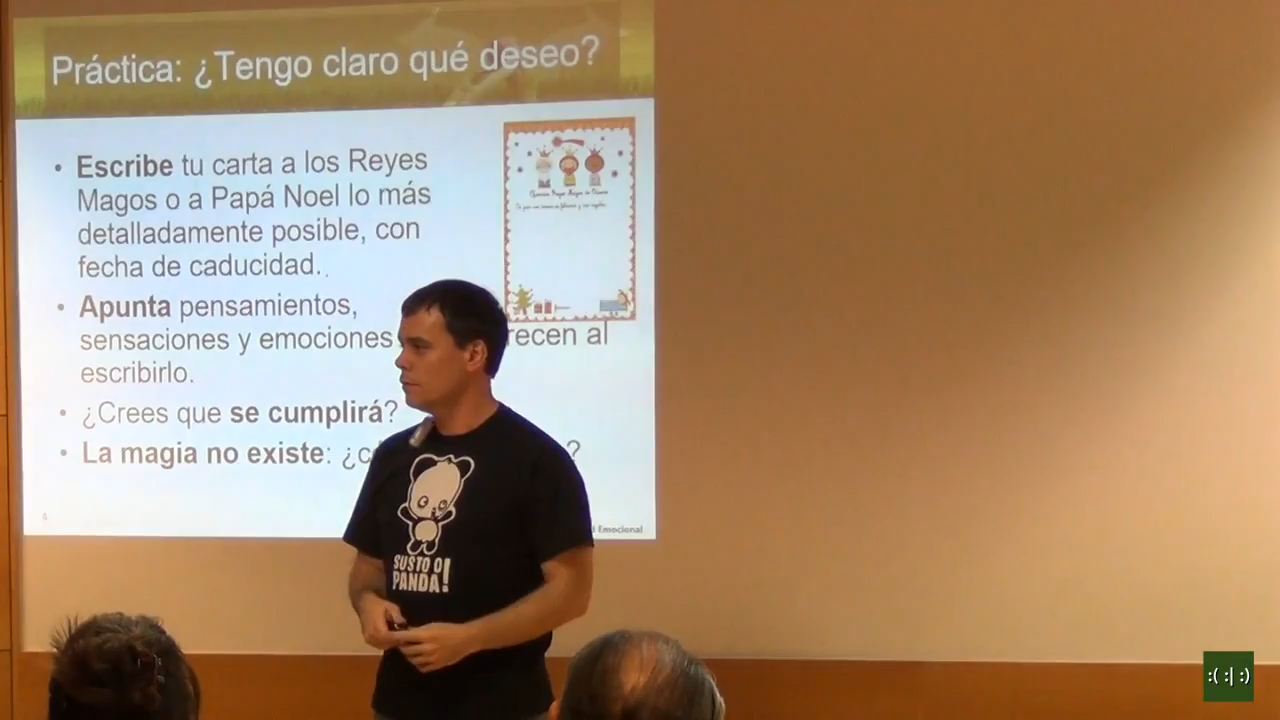 Práctica: ¿Tengo claro qué deseo?
• Escribe tu carta a los Reyes
Magos o a Papá Noel lo más
detalladamente posible, con
fecha de caducidad.
• Apunta pensamientos,
sensaciones y emociones recen al
escribirlo.
• ¿Crees que se cumplirá?
• La magia no existe: ¿c ?
Emocional
SUSTO O
PANDA!
:( :| :)